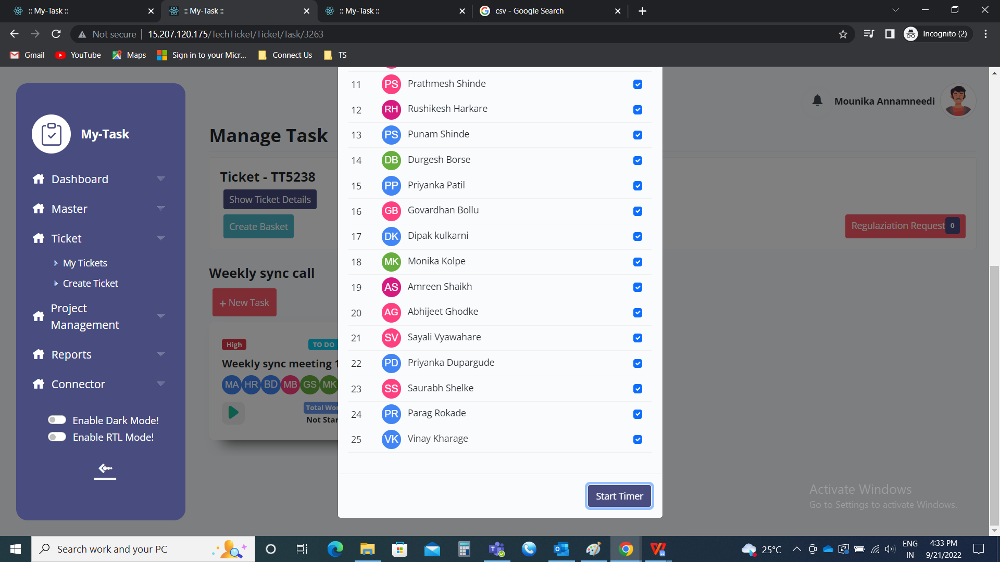 :: My-Task ::
:: My-Task ::
:: My-Task ::
csv - Google Search
Not secure
15.207.120.175/TechTicket/Ticket/Task/3263
Incognito (2)
Gmail
YouTube
Maps
Sign in to your Micr...
Connect Us
TS
My-Task
Dashboard
Master
Ticket
My Tickets
Create Ticket
Project
Management
Reports
Connector
Enable Dark Mode!
Enable RTL Mode!
Mounika Annamneedi
Manage Task
Ticket - TT5238
Show Ticket Details
Create Basket
Regulaziation Request 0
Weekly sync call
+ New Task
High
TO DO
Weekly sync meeting 1
MA HR BD MB GS MK
Total Wor
Not Star
11 PS Prathmesh Shinde
12 RH Rushikesh Harkare
13 PS Punam Shinde
14 DB Durgesh Borse
15 PP Priyanka Patil
16 GB Govardhan Bollu
17 DK Dipak kulkarni
18 MK Monika Kolpe
19 AS Amreen Shaikh
20 AG Abhijeet Ghodke
21 SV Sayali Vyawahare
22 PD Priyanka Dupargude
23 SS Saurabh Shelke
24 PR Parag Rokade
25 VK Vinay Kharage
Start Timer
Activate Windows
Go to Settings to activate Windows.
Search work and your PC
25°C
ENG
IN
4:33 PM
9/21/2022